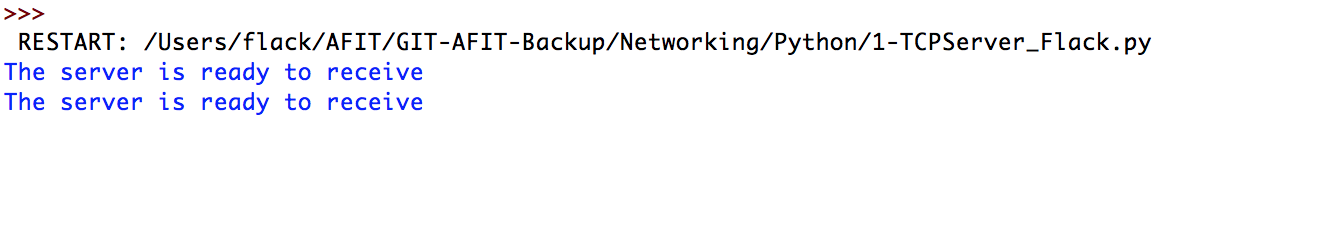 >>>
RESTART: /Users/flack/AFIT/GIT-AFIT-Backup/Networking/Python/1-TCPServer_Flack.py
The server is ready to receive
The server is ready to receive